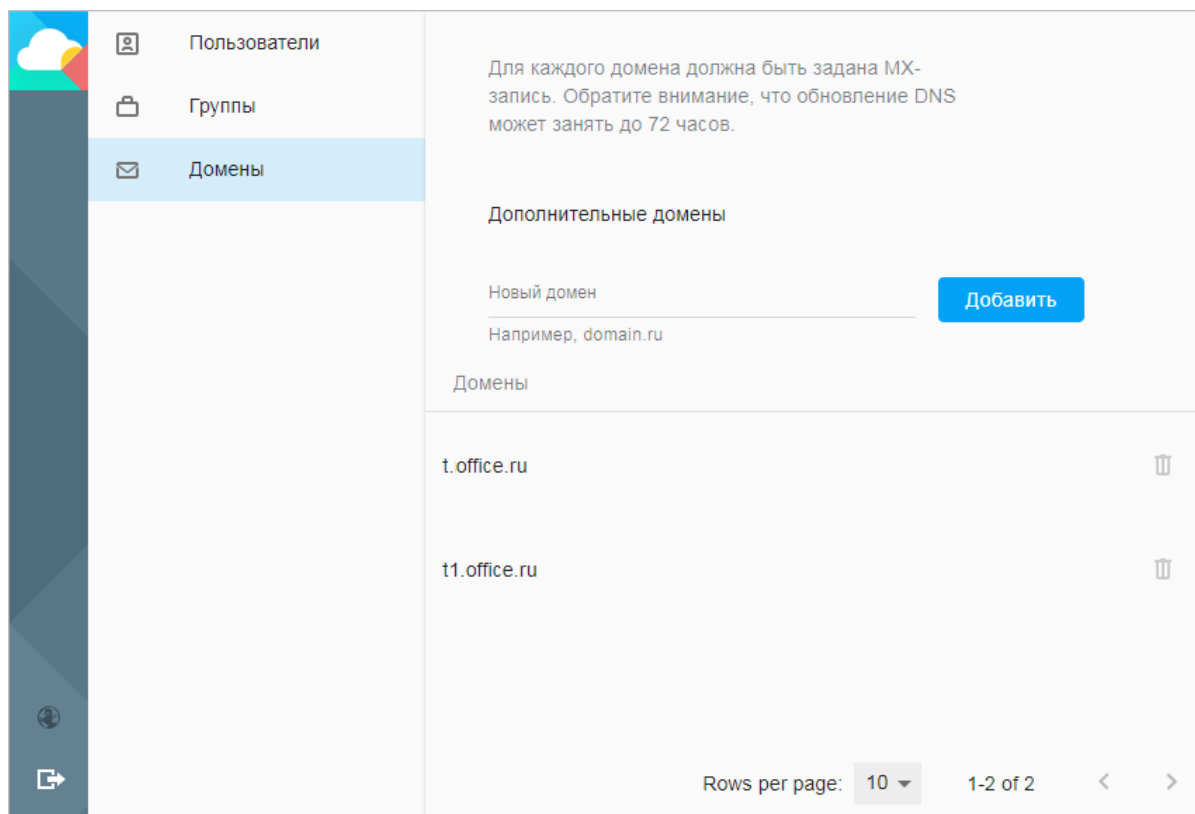 Пользователи
Группы
Домены
Для каждого домена должна быть задана MX-
запись. Обратите внимание, что обновление DNS
может занять до 72 часов.
Дополнительные домены
Новый домен
Добавить
Например, domain.ru
Домены
t.office.ru
t1.office.ru
Rows per page: 10 1-2 of 2